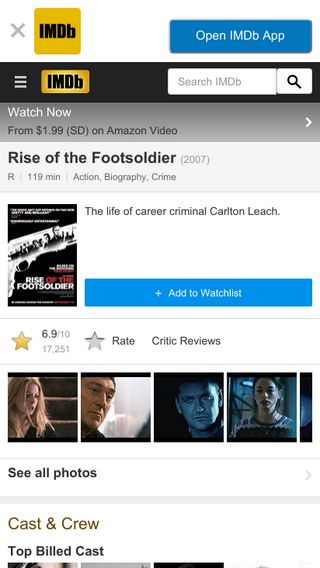 IMDb
Open IMDb App
IMDb
Search IMDb
Watch Now
From $1.99 (SD) on Amazon Video
Rise of the Footsoldier (2007)
R | 119 min | Action, Biography, Crime
The life of career criminal Carlton Leach.
RISE OF THE
FOOTSOLDIER
+ Add to Watchlist
6.9/10
17,251
Rate
Critic Reviews
See all photos
Cast & Crew
Top Billed Cast